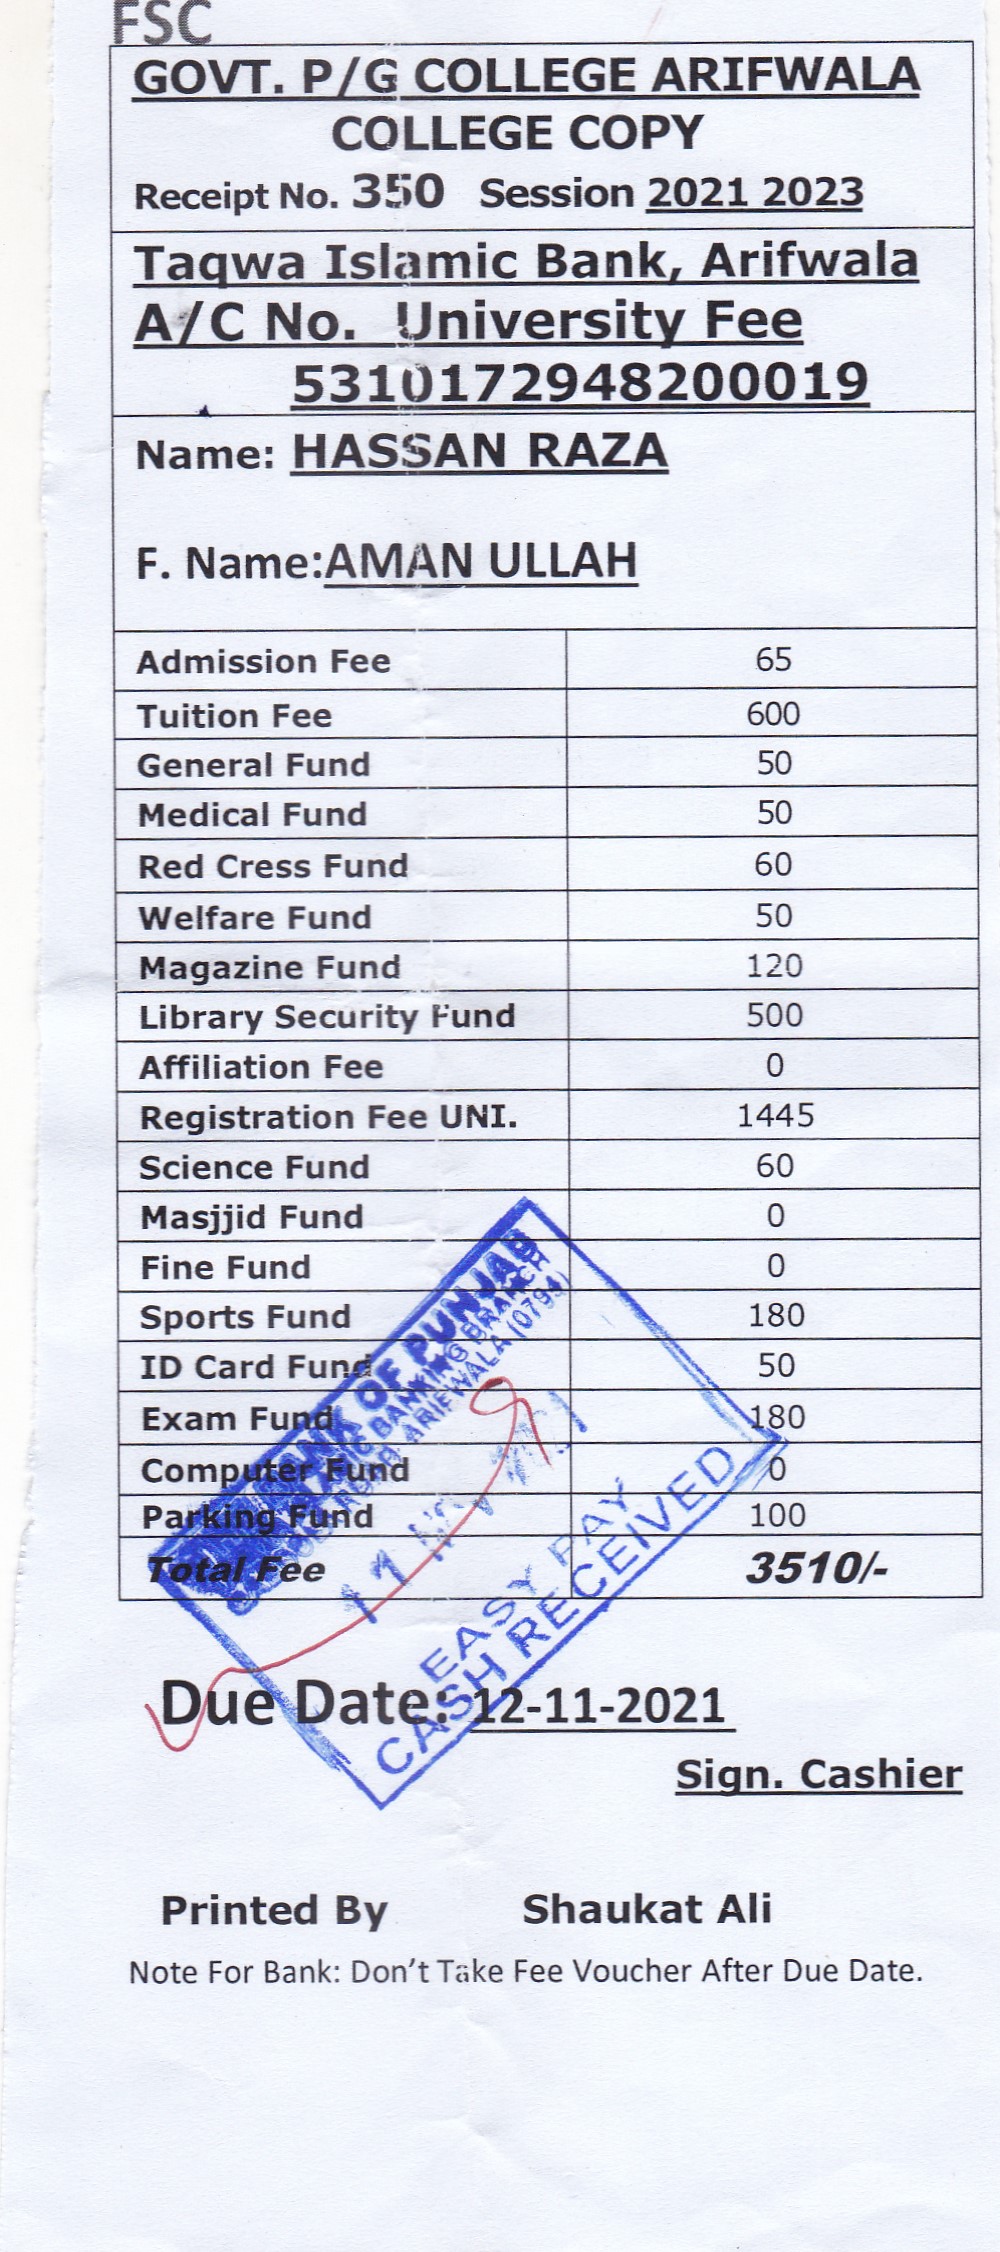 FSC
GOVT. P/G COLLEGE ARIFWALA
COLLEGE COPY
Receipt No. 350 Session 2021 2023
Taqwa Islamic Bank, Arifwala
A/C No. University Fee
5310172948200019
Name: HASSAN RAZA
F. Name:AMAN ULLAH
Admission Fee 65
Tuition Fee 600
General Fund 50
Medical Fund 50
Red Cress Fund 60
Welfare Fund 50
Magazine Fund 120
Library Security Fund 500
Affiliation Fee 0
Registration Fee UNI. 1445
Science Fund 60
Masjjid Fund 0
Fine Fund 0
Sports Fund 180
ID Card Fund 50
Exam Fund 180
Computer Fund 0
Parking Fund 100
Total Fee 3510/-
OF PUNJAB
BANKING BRANCH
ARIFWALA (0794)
11 NOV
EASY PAY
CASH RECEIVED
Due Date: 12-11-2021
Sign. Cashier
Printed By Shaukat Ali
Note For Bank: Don't Take Fee Voucher After Due Date.